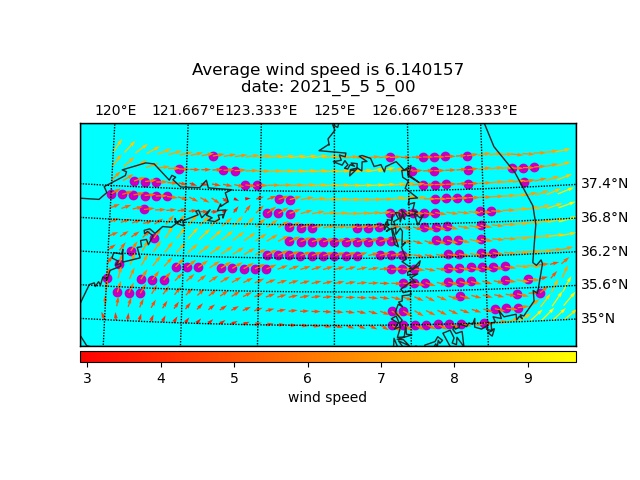 Average wind speed is 6.140157
date: 2021_5_5 5_00
120°E 121.667°E 123.333°E 125°E 126.667°E 128.333°E
37.4°N
36.8°N
36.2°N
35.6°N
35°N
3 4 5 6 7 8 9
wind speed